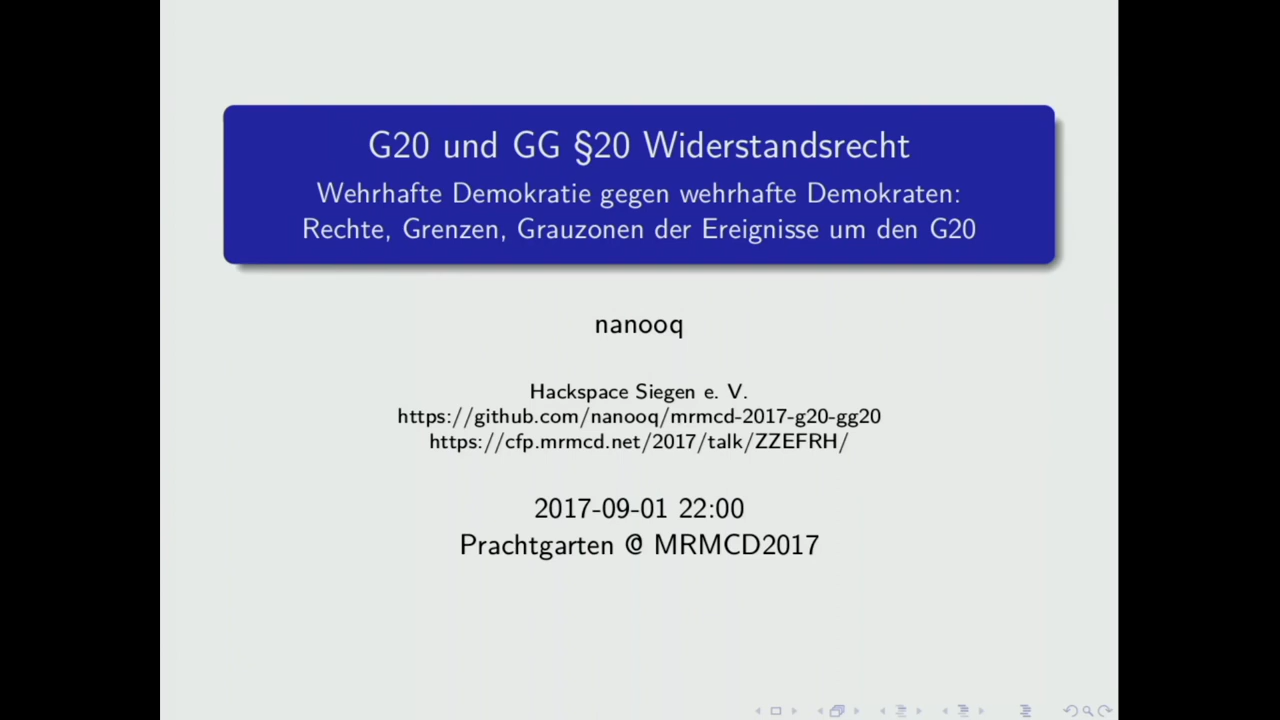 G20 und GG §20 Widerstandsrecht
Wehrhafte Demokratie gegen wehrhafte Demokraten:
Rechte, Grenzen, Grauzonen der Ereignisse um den G20
nanooq
Hackspace Siegen e. V.
https://github.com/nanooq/mrmcd-2017-g20-gg20
https://cfp.mrmcd.net/2017/talk/ZZEFRH/
2017-09-01 22:00
Prachtgarten @ MRMCD2017